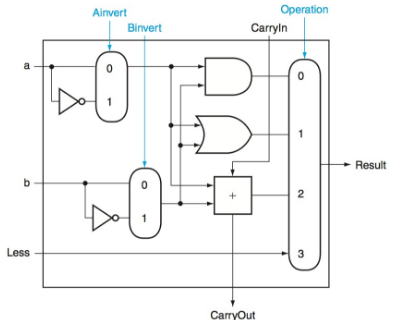 Ainvert
Operation
Binvert
CarryIn
a
0
1
0
1
b
0
1
+
2
Result
Less
3
CarryOut